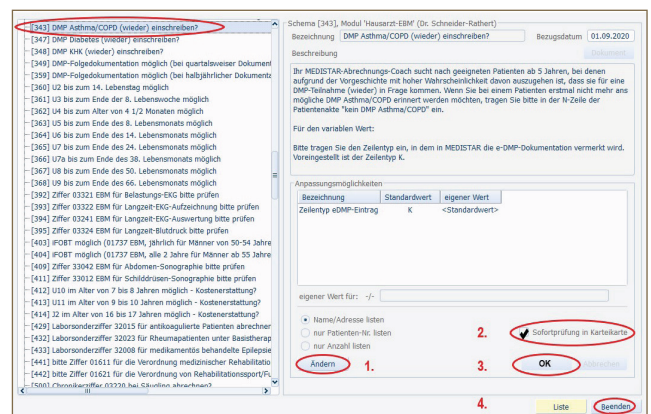 [343] DMP Asthma/COPD (wieder) einschreiben?
[347] DMP Diabetes (wieder) einschreiben?
[348] DMP KHK (wieder) einschreiben?
[349] DMP-Folgedokumentation möglich (bei quartalsweiser Dokument
[359] DMP-Folgedokumentation möglich (bei halbjährlicher Dokumenta
[360] U2 bis zum 14. Lebenstag möglich
[361] U3 bis zum Ende der 8. Lebenswoche möglich
[362] U4 bis zum Alter von 4 1/2 Monaten möglich
[363] U5 bis zum Ende des 7. Lebensmonats möglich
[364] U6 bis zum Ende des 14. Lebensmonats möglich
[365] U7 bis zum Ende des 24. Lebensmonats möglich
[366] U7a bis zum Ende des 38. Lebensmonats möglich
[367] U8 bis zum Ende des 50. Lebensmonats möglich
[368] U9 bis zum Ende des 66. Lebensmonats möglich
[392] Ziffer 03321 EBM für Belastungs-EKG bitte prüfen
[393] Ziffer 03322 EBM für Langzeit-EKG-Aufzeichnung bitte prüfen
[394] Ziffer 03241 EBM für Langzeit-EKG-Auswertung bitte prüfen
[395] Ziffer 03324 EBM für Langzeit-Blutdruck bitte prüfen
[403] iFOBT möglich (01737 EBM, jährlich für Männer von 50-54 Jahre
[404] iFOBT möglich (01737 EBM, alle 2 Jahre für Männer ab 55 Jahre
[409] Ziffer 33042 EBM für Abdomen-Sonographie bitte prüfen
[411] Ziffer 33012 EBM für Schilddrüsen-Sonographie bitte prüfen
[412] U10 im Alter von 7 bis 8 Jahren möglich - Kostenerstattung?
[413] U11 im Alter von 9 bis 10 Jahren möglich - Kostenerstattung?
[414] J2 im Alter von 16 bis 17 Jahren möglich - Kostenerstattung?
[429] Laborsonderziffer 32015 für antikoagulierte Patienten abrechner
[432] Laborsonderziffer 32023 für Rheumapatienten unter Basistherap
[433] Laborsonderziffer 32008 für medikamentös behandelte Epilepsie
[441] bitte Ziffer 01611 für die Verordnung medizinischer Rehabilitatio
[442] bitte Ziffer 01621 für die Verordnung von Rehabilitationssport/Fu
[500] Chronikerziffer 03220 bei Säugling abrechnen?
Schema [343], Modul 'Hausarzt-EBM' (Dr. Schneider-Rathert)
Bezeichnung DMP Asthma/COPD (wieder) einschreiben? Bezugsdatum 01.09.2020
Beschreibung Dokument
Ihr MEDISTAR-Abrechnungs-Coach sucht nach geeigneten Patienten ab 5 Jahren, bei denen
aufgrund der Vorgeschichte mit hoher Wahrscheinlichkeit davon auszugehen ist, dass sie für eine
DMP-Teilnahme (wieder) in Frage kommen. Wenn Sie bei einem Patienten erstmal nicht mehr ans
mögliche DMP Asthma/COPD erinnert werden möchten, tragen Sie bitte in der N-Zeile der
Patientenakte "kein DMP Asthma/COPD" ein.
Für den variablen Wert:
Bitte tragen Sie den Zeilentyp ein, in dem in MEDISTAR die e-DMP-Dokumentation vermerkt wird.
Voreingestellt ist der Zeilentyp K.
Anpassungsmöglichkeiten
Bezeichnung Standardwert eigener Wert
Zeilentyp eDMP-Eintrag K <Standardwert>
eigener Wert für: -/-
Name/Adresse listen
nur Patienten-Nr. listen
nur Anzahl listen
2. Sofortprüfung in Karteikarte
Ändern 1. 3. OK Abbrechen
4. Liste Beenden